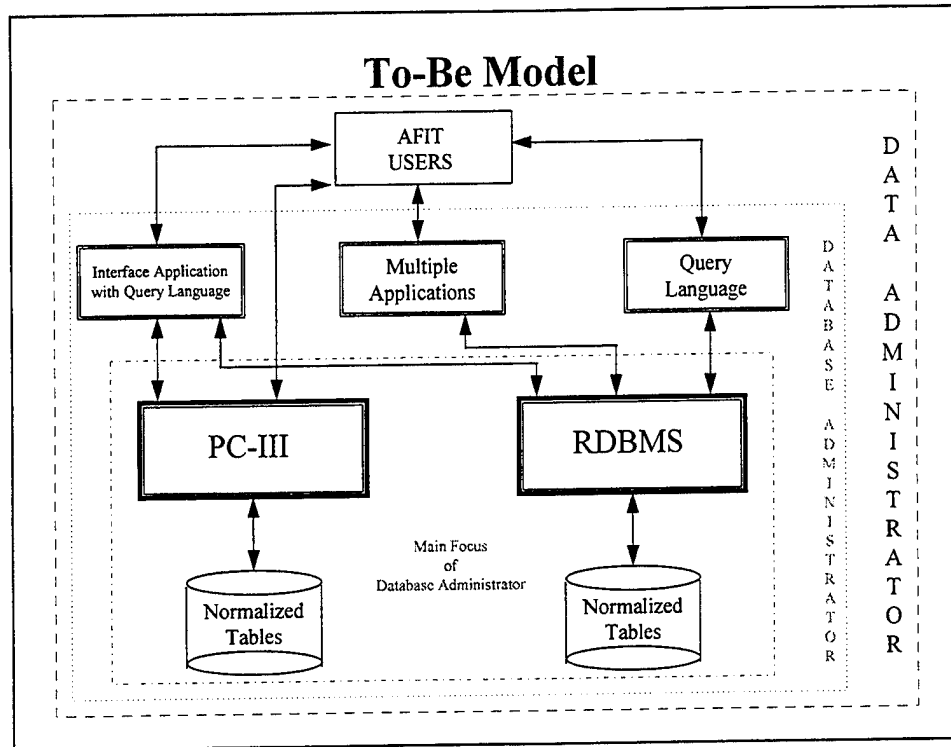 To-Be Model
AFIT
USERS
Interface Application
with Query Language
Multiple
Applications
Query
Language
PC-III
RDBMS
Main Focus
of
Database Administrator
Normalized
Tables
Normalized
Tables
DATABASE ADMINISTRATOR
DATA ADMINISTRATOR